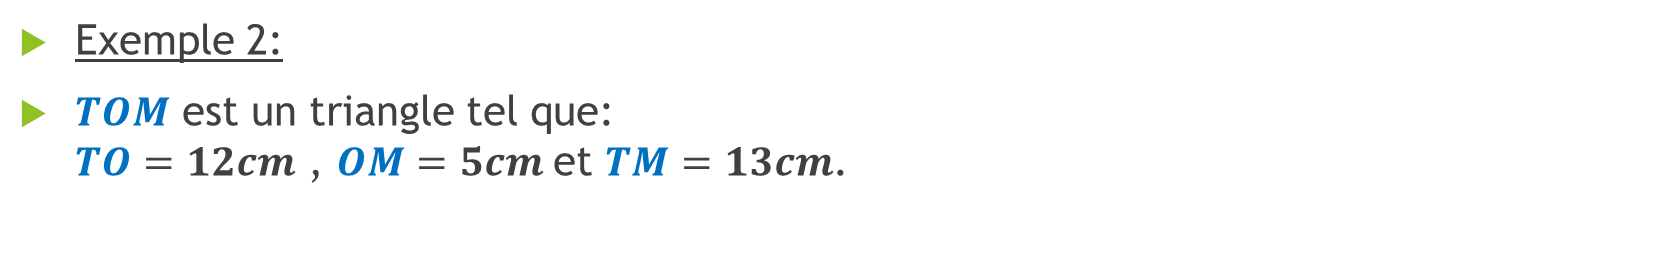 Exemple 2:
TOM est un triangle tel que:
TO = 12cm , OM = 5cm et TM = 13cm.